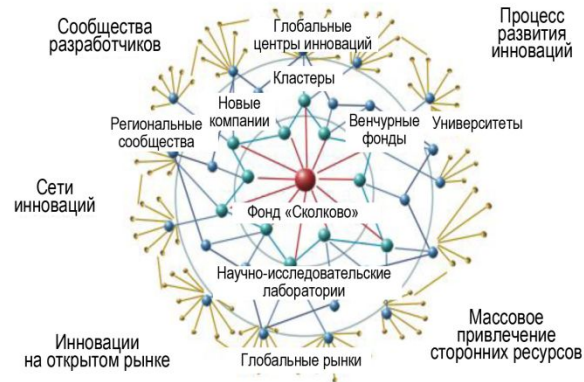 Сообщества
разработчиков
Глобальные
центры инноваций
Процесс
развития
инноваций
Кластеры
Новые
компании
Венчурные
фонды
Университеты
Региональные
сообщества
Сети
инноваций
Фонд «Сколково»
Научно-исследовательские
лаборатории
Инновации
на открытом рынке
Глобальные рынки
Массовое
привлечение
сторонних ресурсов